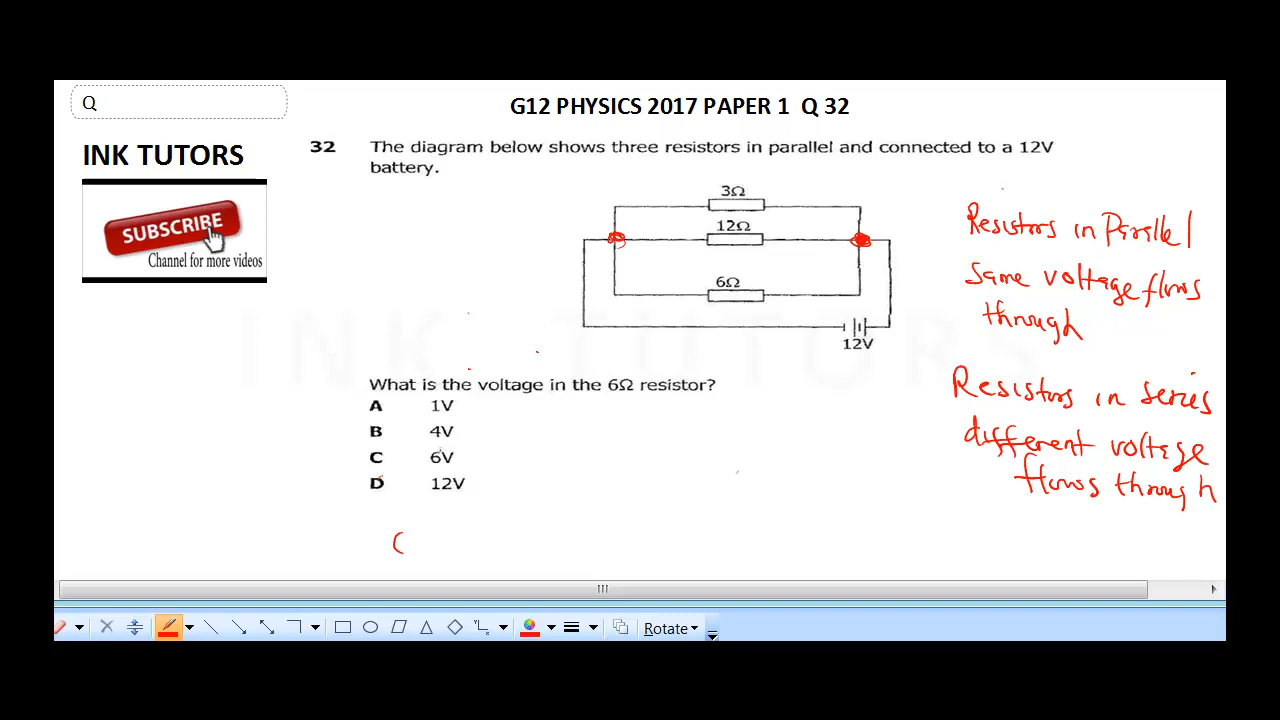 Q
G12 PHYSICS 2017 PAPER 1 Q 32
INK TUTORS
SUBSCRIBE
Channel for more videos
32 The diagram below shows three resistors in parallel and connected to a 12V
battery.
3Ω
12Ω
6Ω
12V
What is the voltage in the 6Ω resistor?
A 1V
B 4V
C 6V
D 12V
(
Resistors in Parallel
Same voltage flows
through
Resistors in series
different voltage
flows through
INK TUTORS
Rotate